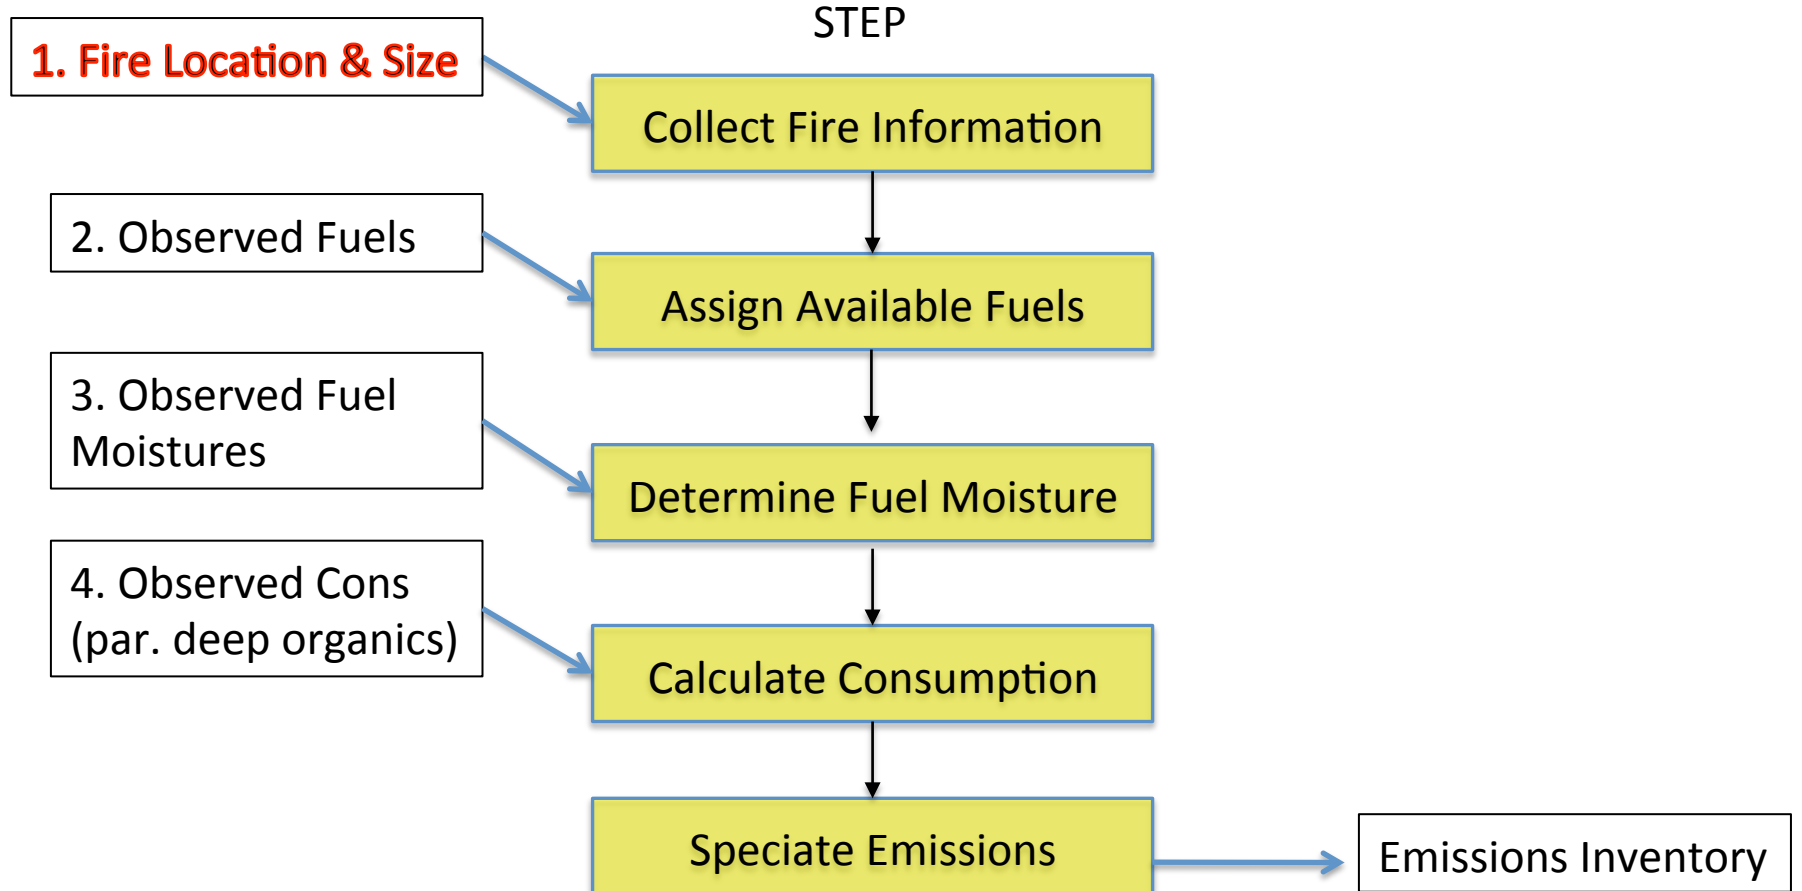 STEP
1. Fire Location & Size
Collect Fire Information
2. Observed Fuels
Assign Available Fuels
3. Observed Fuel
Moistures
Determine Fuel Moisture
4. Observed Cons
(par. deep organics)
Calculate Consumption
Speciate Emissions
Emissions Inventory